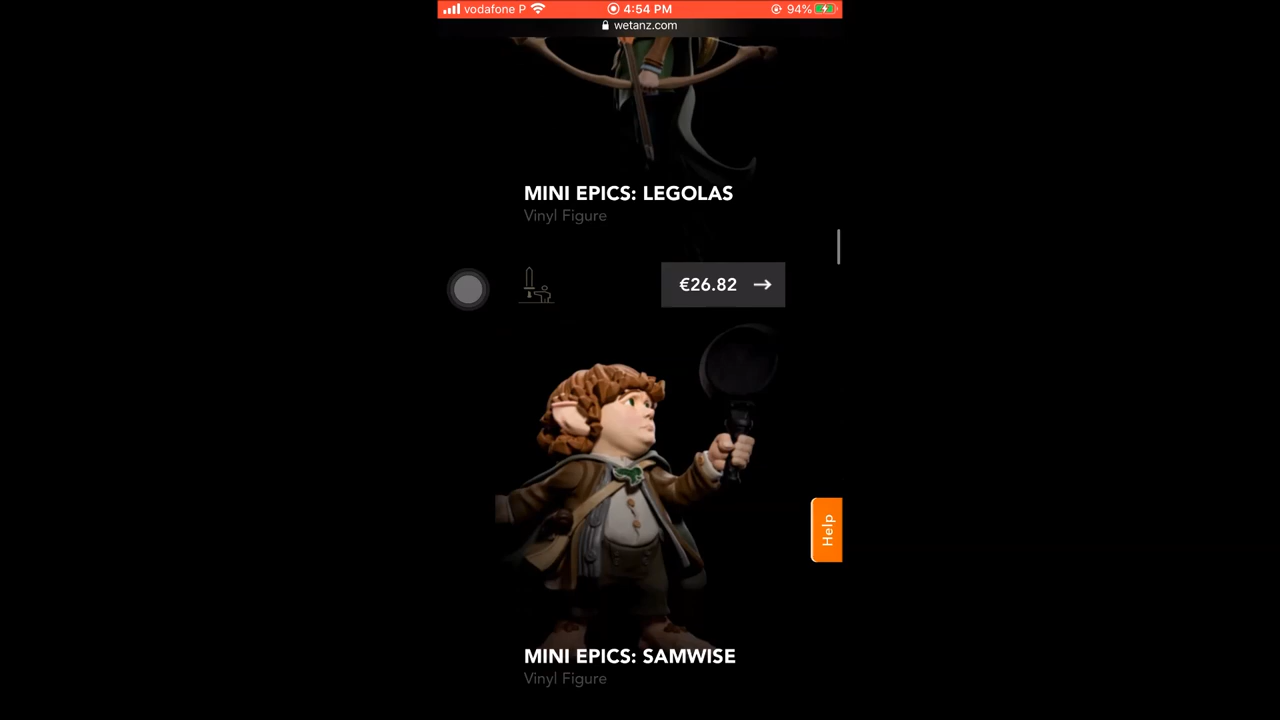 vodafone P 4:54 PM 94%
wetanz.com
MINI EPICS: LEGOLAS
Vinyl Figure
€26.82 →
Help
MINI EPICS: SAMWISE
Vinyl Figure